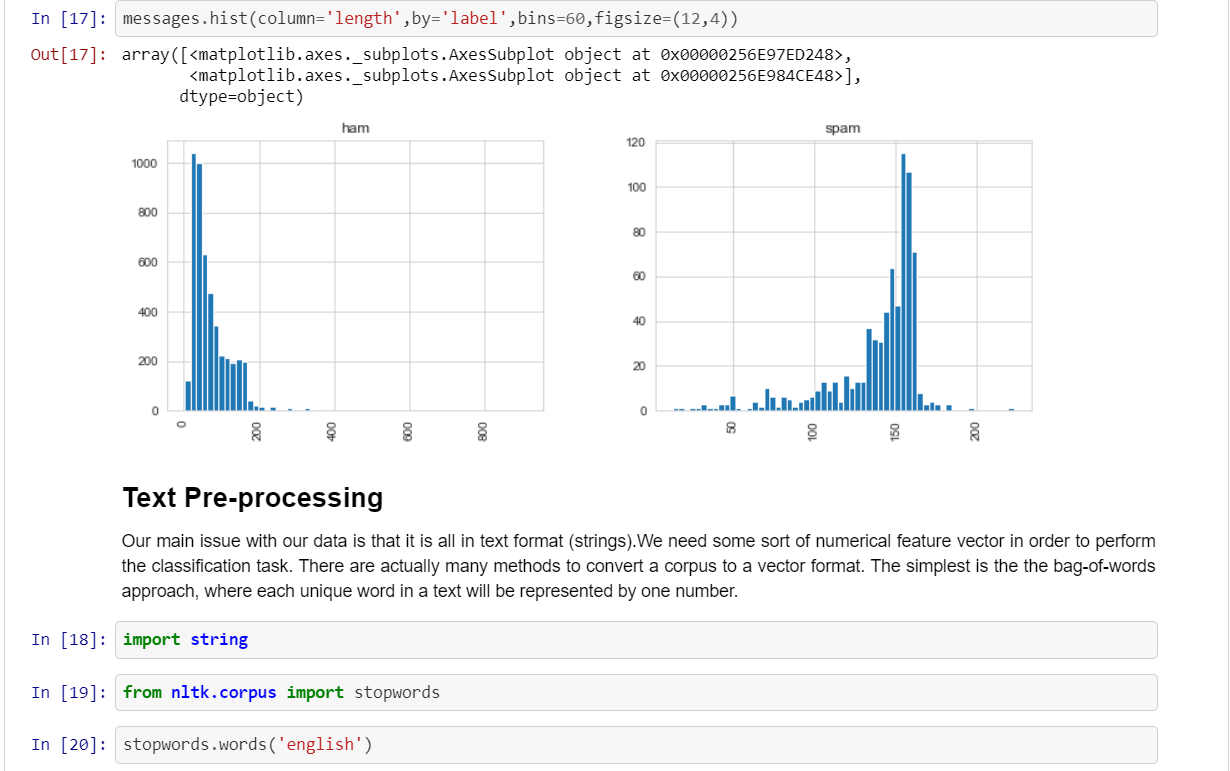 In [17]: messages.hist(column='length',by='label',bins=60,figsize=(12,4))
Out[17]: array([<matplotlib.axes._subplots.AxesSubplot object at 0x00000256E97ED248>,
<matplotlib.axes._subplots.AxesSubplot object at 0x00000256E984CE48>],
dtype=object)
ham
1000
800
600
400
200
0
0 200 400 600 800
spam
120
100
80
60
40
20
0
50 100 150 200
Text Pre-processing
Our main issue with our data is that it is all in text format (strings).We need some sort of numerical feature vector in order to perform
the classification task. There are actually many methods to convert a corpus to a vector format. The simplest is the the bag-of-words
approach, where each unique word in a text will be represented by one number.
In [18]: import string
In [19]: from nltk.corpus import stopwords
In [20]: stopwords.words('english')